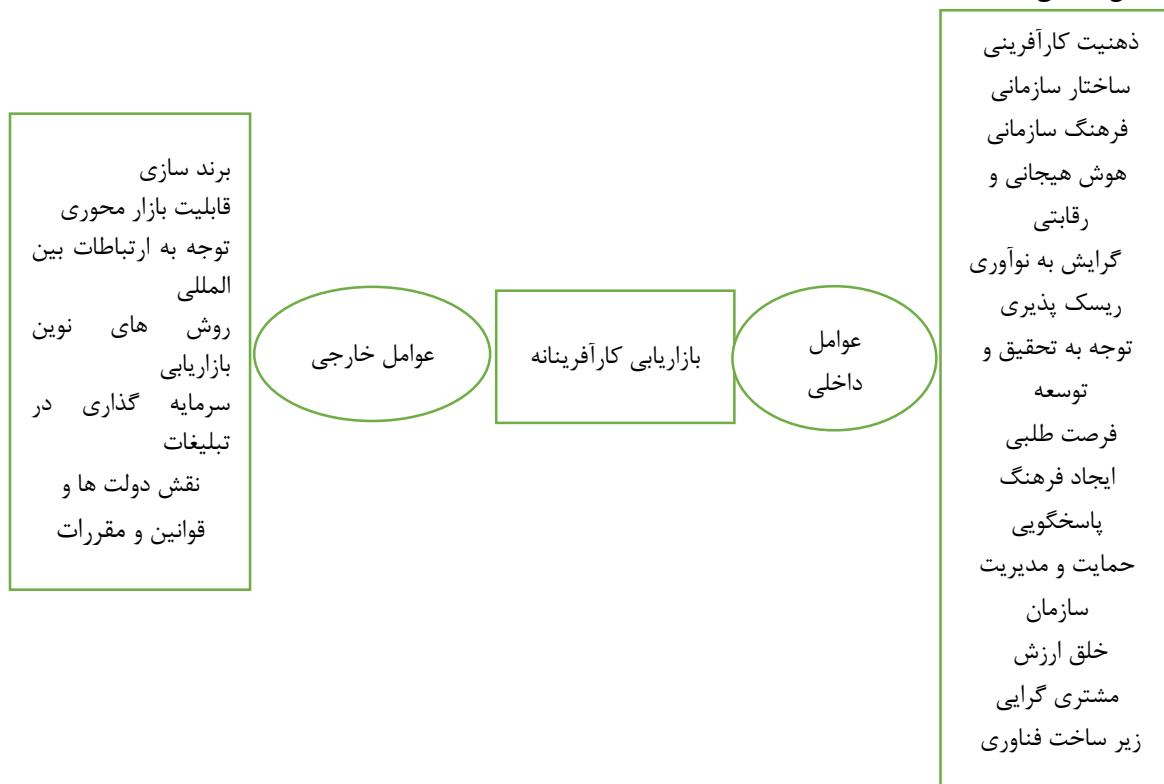 ذهنیت کارآفرینی
ساختار سازمانی
فرهنگ سازمانی
هوش هیجانی و
رقابتی
گرایش به نوآوری
ریسک پذیری
توجه به تحقیق و
توسعه
فرصت طلبی
ایجاد فرهنگ
پاسخگویی
حمایت و مدیریت
سازمان
خلق ارزش
مشتری گرایی
زیر ساخت فناوری
عوامل
داخلی
بازاریابی کارآفرینانه
عوامل خارجی
برند سازی
قابلیت بازار محوری
توجه به ارتباطات بین
المللی
روش های نوین
بازاریابی
سرمایه گذاری در
تبلیغات
نقش دولت ها و
قوانین و مقررات